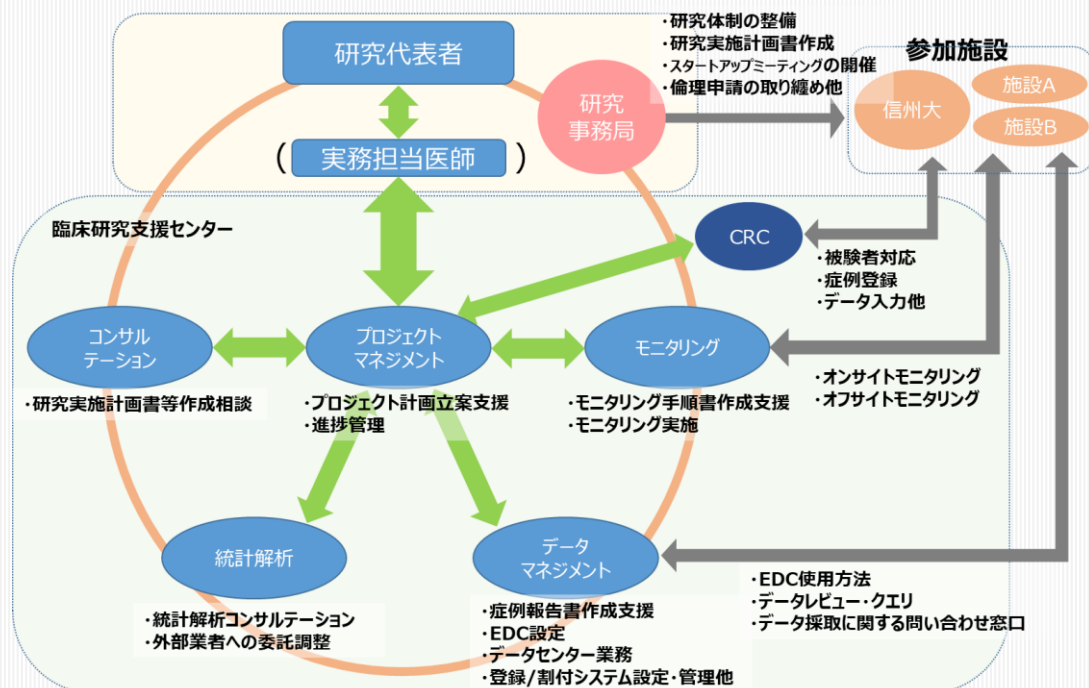 研究代表者
(実務担当医師)
研究
事務局
・研究体制の整備
・研究実施計画書作成
・スタートアップミーティングの開催
・倫理申請の取り纏め他
参加施設
信州大
施設A
施設B
臨床研究支援センター
CRC
・被験者対応
・症例登録
・データ入力他
コンサル
テーション
・研究実施計画書等作成相談
プロジェクト
マネジメント
・プロジェクト計画立案支援
・進捗管理
モニタリング
・モニタリング手順書作成支援
・モニタリング実施
・オンサイトモニタリング
・オフサイトモニタリング
統計解析
・統計解析コンサルテーション
・外部業者への委託調整
データ
マネジメント
・症例報告書作成支援
・EDC設定
・データセンター業務
・登録/割付システム設定・管理他
・EDC使用方法
・データレビュー・クエリ
・データ採取に関する問い合わせ窓口